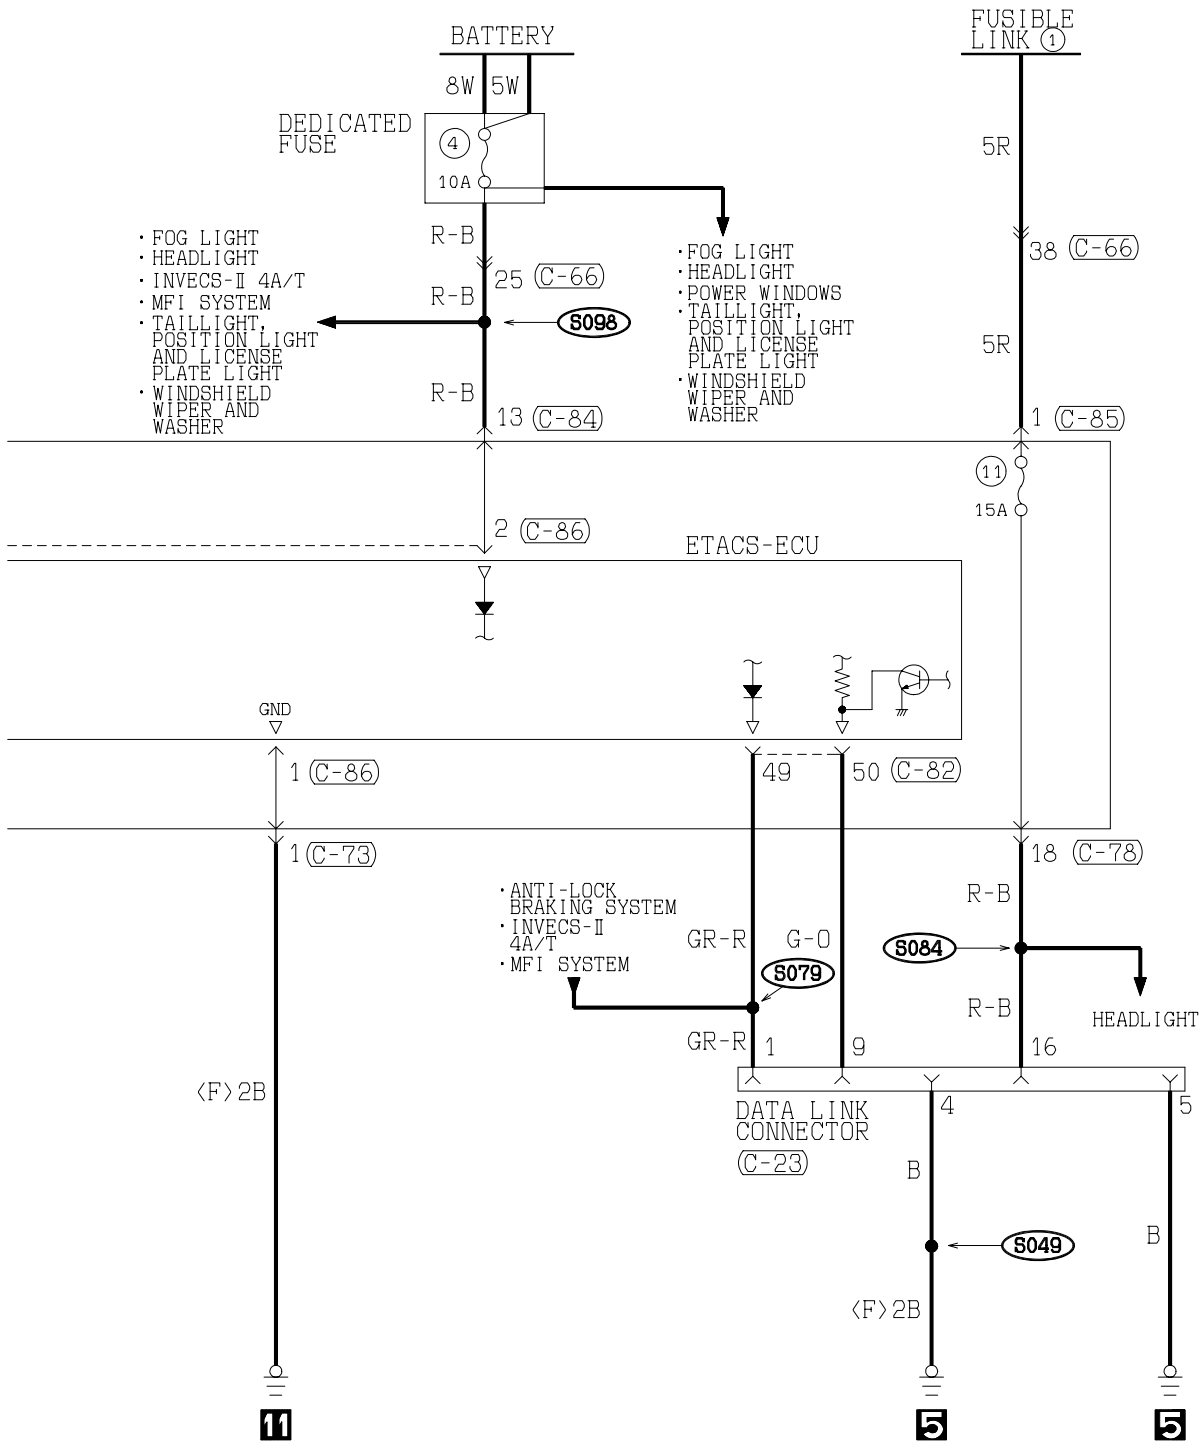 BATTERY
FUSIBLE
LINK 1
8W 5W
DEDICATED
FUSE
4
10A
5R
R-B
· FOG LIGHT
· HEADLIGHT
· INVECS-Ⅱ 4A/T
· MFI SYSTEM
· TAILLIGHT,
POSITION LIGHT
AND LICENSE
PLATE LIGHT
· WINDSHIELD
WIPER AND
WASHER
25 (C-66)
R-B
S098
R-B
13 (C-84)
· FOG LIGHT
· HEADLIGHT
· POWER WINDOWS
· TAILLIGHT,
POSITION LIGHT
AND LICENSE
PLATE LIGHT
· WINDSHIELD
WIPER AND
WASHER
38 (C-66)
5R
1 (C-85)
11
15A
2 (C-86)
ETACS-ECU
GND
1 (C-86)
49
50 (C-82)
1 (C-73)
18 (C-78)
· ANTI-LOCK
BRAKING SYSTEM
· INVECS-Ⅱ
4A/T
· MFI SYSTEM
GR-R
G-O
S079
R-B
S084
R-B
HEADLIGHT
GR-R
1
9
16
<F>2B
DATA LINK
CONNECTOR
(C-23)
4
5
B
B
S049
<F>2B
11
5
5